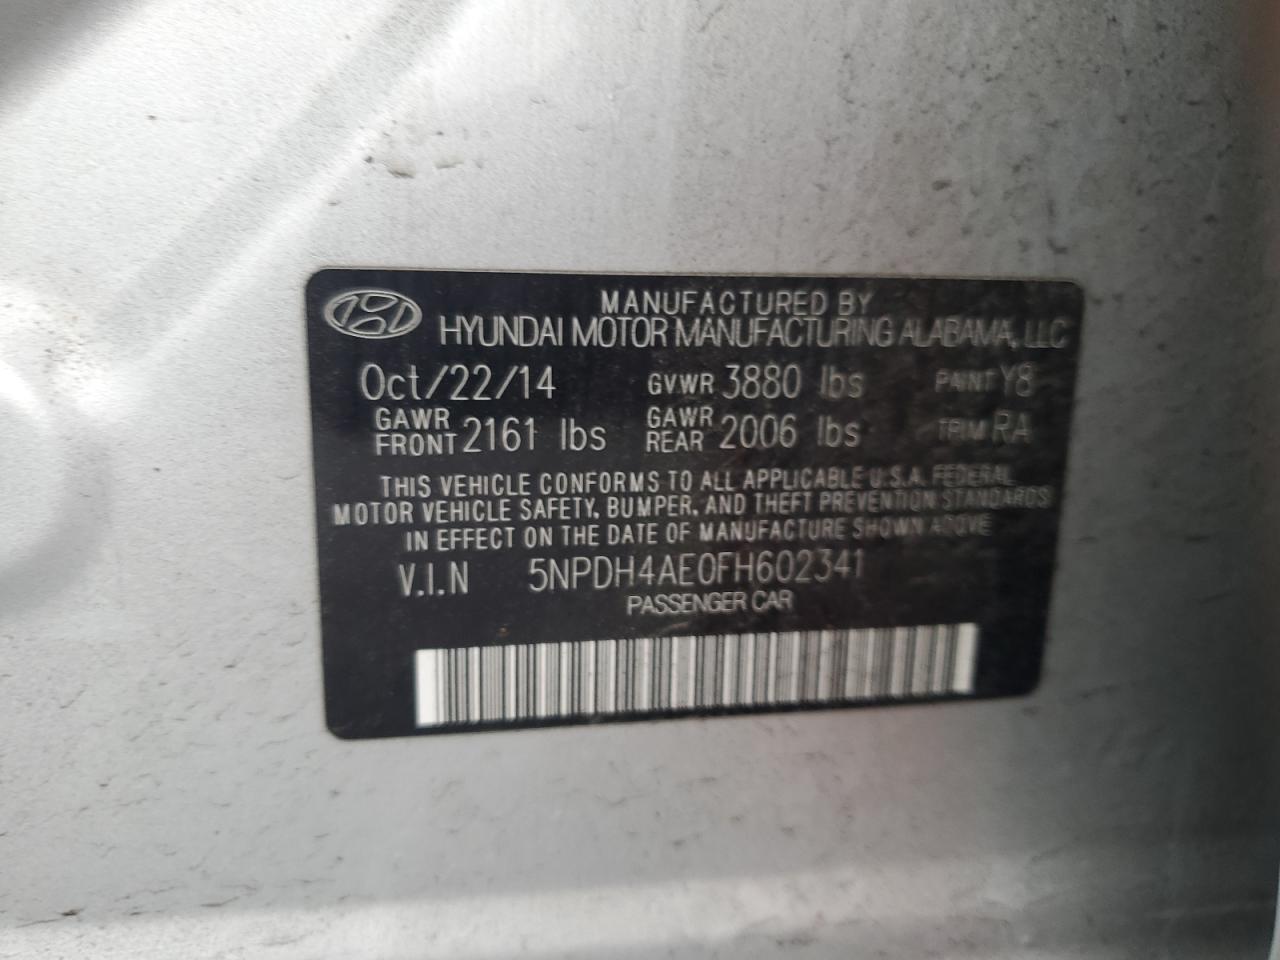 MANUFACTURED BY
HYUNDAI MOTOR MANUFACTURING ALABAMA, LLC
Oct/22/14 GVWR 3880 lbs PAINT Y8
GAWR FRONT 2161 lbs GAWR REAR 2006 lbs TRIM RA
THIS VEHICLE CONFORMS TO ALL APPLICABLE U.S.A. FEDERAL
MOTOR VEHICLE SAFETY, BUMPER, AND THEFT PREVENTION STANDARDS
IN EFFECT ON THE DATE OF MANUFACTURE SHOWN ABOVE
V.I.N 5NPDH4AE0FH602341
PASSENGER CAR